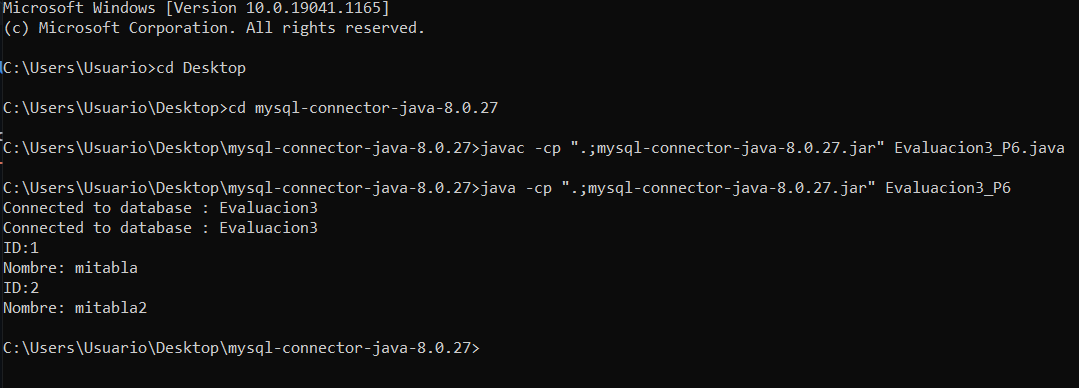 Microsoft Windows [Version 10.0.19041.1165]
(c) Microsoft Corporation. All rights reserved.
C:\Users\Usuario>cd Desktop
C:\Users\Usuario\Desktop>cd mysql-connector-java-8.0.27
C:\Users\Usuario\Desktop\mysql-connector-java-8.0.27>javac -cp ".;mysql-connector-java-8.0.27.jar" Evaluacion3_P6.java
C:\Users\Usuario\Desktop\mysql-connector-java-8.0.27>java -cp ".;mysql-connector-java-8.0.27.jar" Evaluacion3_P6
Connected to database : Evaluacion3
Connected to database : Evaluacion3
ID:1
Nombre: mitabla
ID:2
Nombre: mitabla2
C:\Users\Usuario\Desktop\mysql-connector-java-8.0.27>